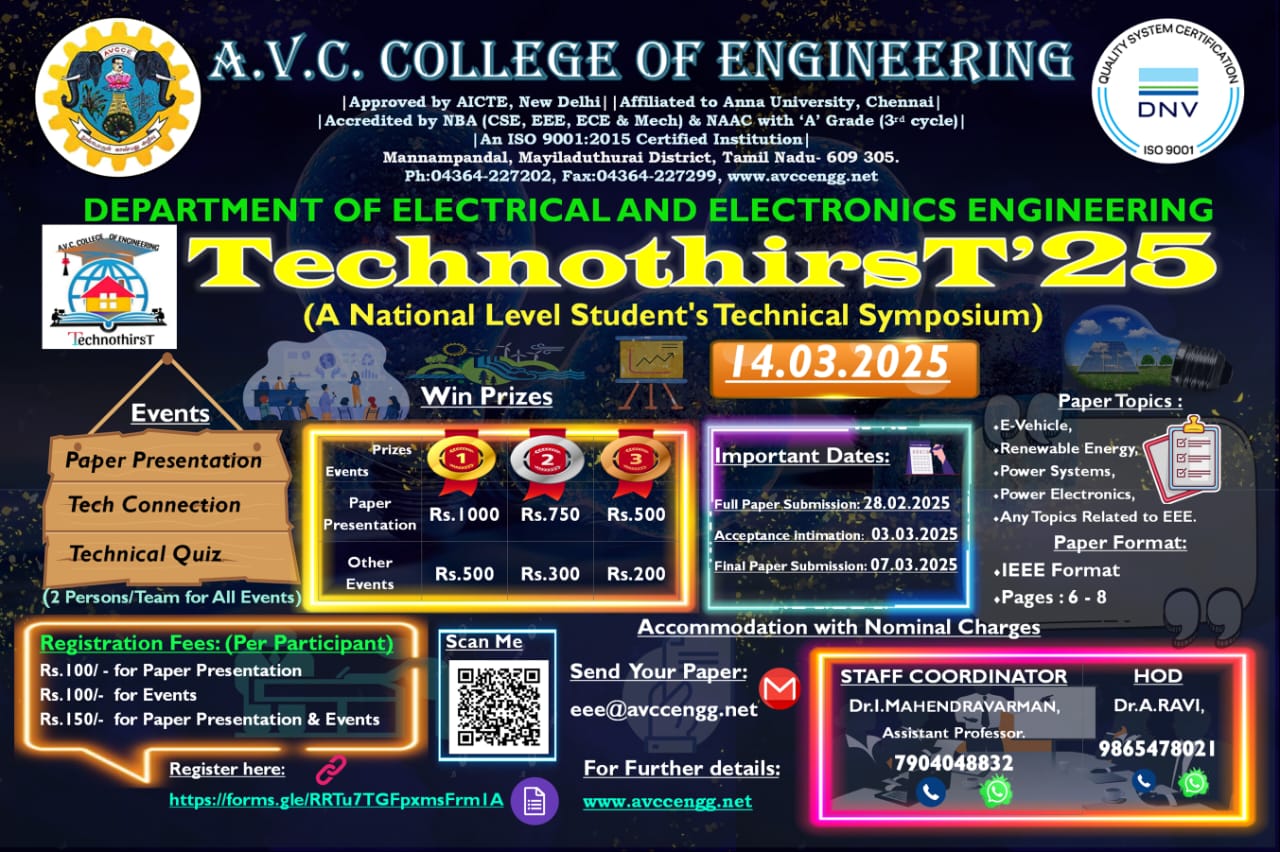 A.V.C. COLLEGE OF ENGINEERING
|Approved by AICTE, New Delhi||Affiliated to Anna University, Chennai|
|Accredited by NBA (CSE, EEE, ECE & Mech) & NAAC with ‘A’ Grade (3rd cycle)|
|An ISO 9001:2015 Certified Institution|
Mannampandal, Mayiladuthurai District, Tamil Nadu- 609 305.
Ph:04364-227202, Fax:04364-227299, www.avccengg.net
AVCCE
QUALITY SYSTEM CERTIFICATION
DNV
ISO 9001
DEPARTMENT OF ELECTRICAL AND ELECTRONICS ENGINEERING
A.V.C. COLLEGE OF ENGINEERING
TechnothirsT
TechnothirsT’25
(A National Level Student's Technical Symposium)
14.03.2025
Events
Paper Presentation
Tech Connection
Technical Quiz
(2 Persons/Team for All Events)
Win Prizes
Prizes
Events
1
2
3
Paper
Presentation
Rs.1000
Rs.750
Rs.500
Other
Events
Rs.500
Rs.300
Rs.200
Important Dates:
Full Paper Submission: 28.02.2025
Acceptance intimation: 03.03.2025
Final Paper Submission: 07.03.2025
Paper Topics :
E-Vehicle,
Renewable Energy,
Power Systems,
Power Electronics,
Any Topics Related to EEE.
Paper Format:
IEEE Format
Pages : 6 - 8
Accommodation with Nominal Charges
Registration Fees: (Per Participant)
Rs.100/ - for Paper Presentation
Rs.100/- for Events
Rs.150/- for Paper Presentation & Events
Register here:
https://forms.gle/RRTu7TGFpxmsFrm1A
Scan Me
Send Your Paper:
eee@avccengg.net
For Further details:
www.avccengg.net
STAFF COORDINATOR
Dr.I.MAHENDRAVARMAN,
Assistant Professor.
7904048832
HOD
Dr.A.RAVI,
9865478021